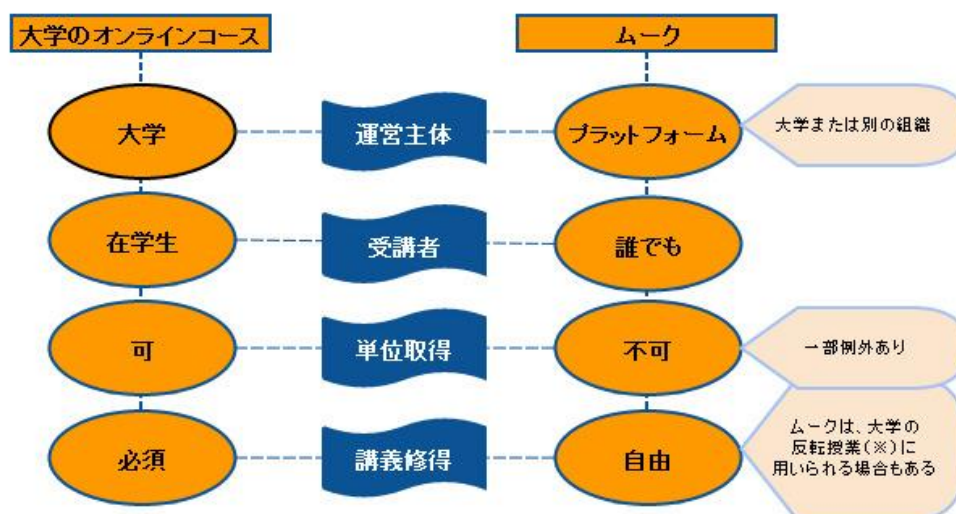 大学のオンラインコース
ムーク
大学
運営主体
プラットフォーム
大学または別の組織
在学生
受講者
誰でも
可
単位取得
不可
一部例外あり
必須
講義修得
自由
ムークは、大学の
反転授業(※)に
用いられる場合もある